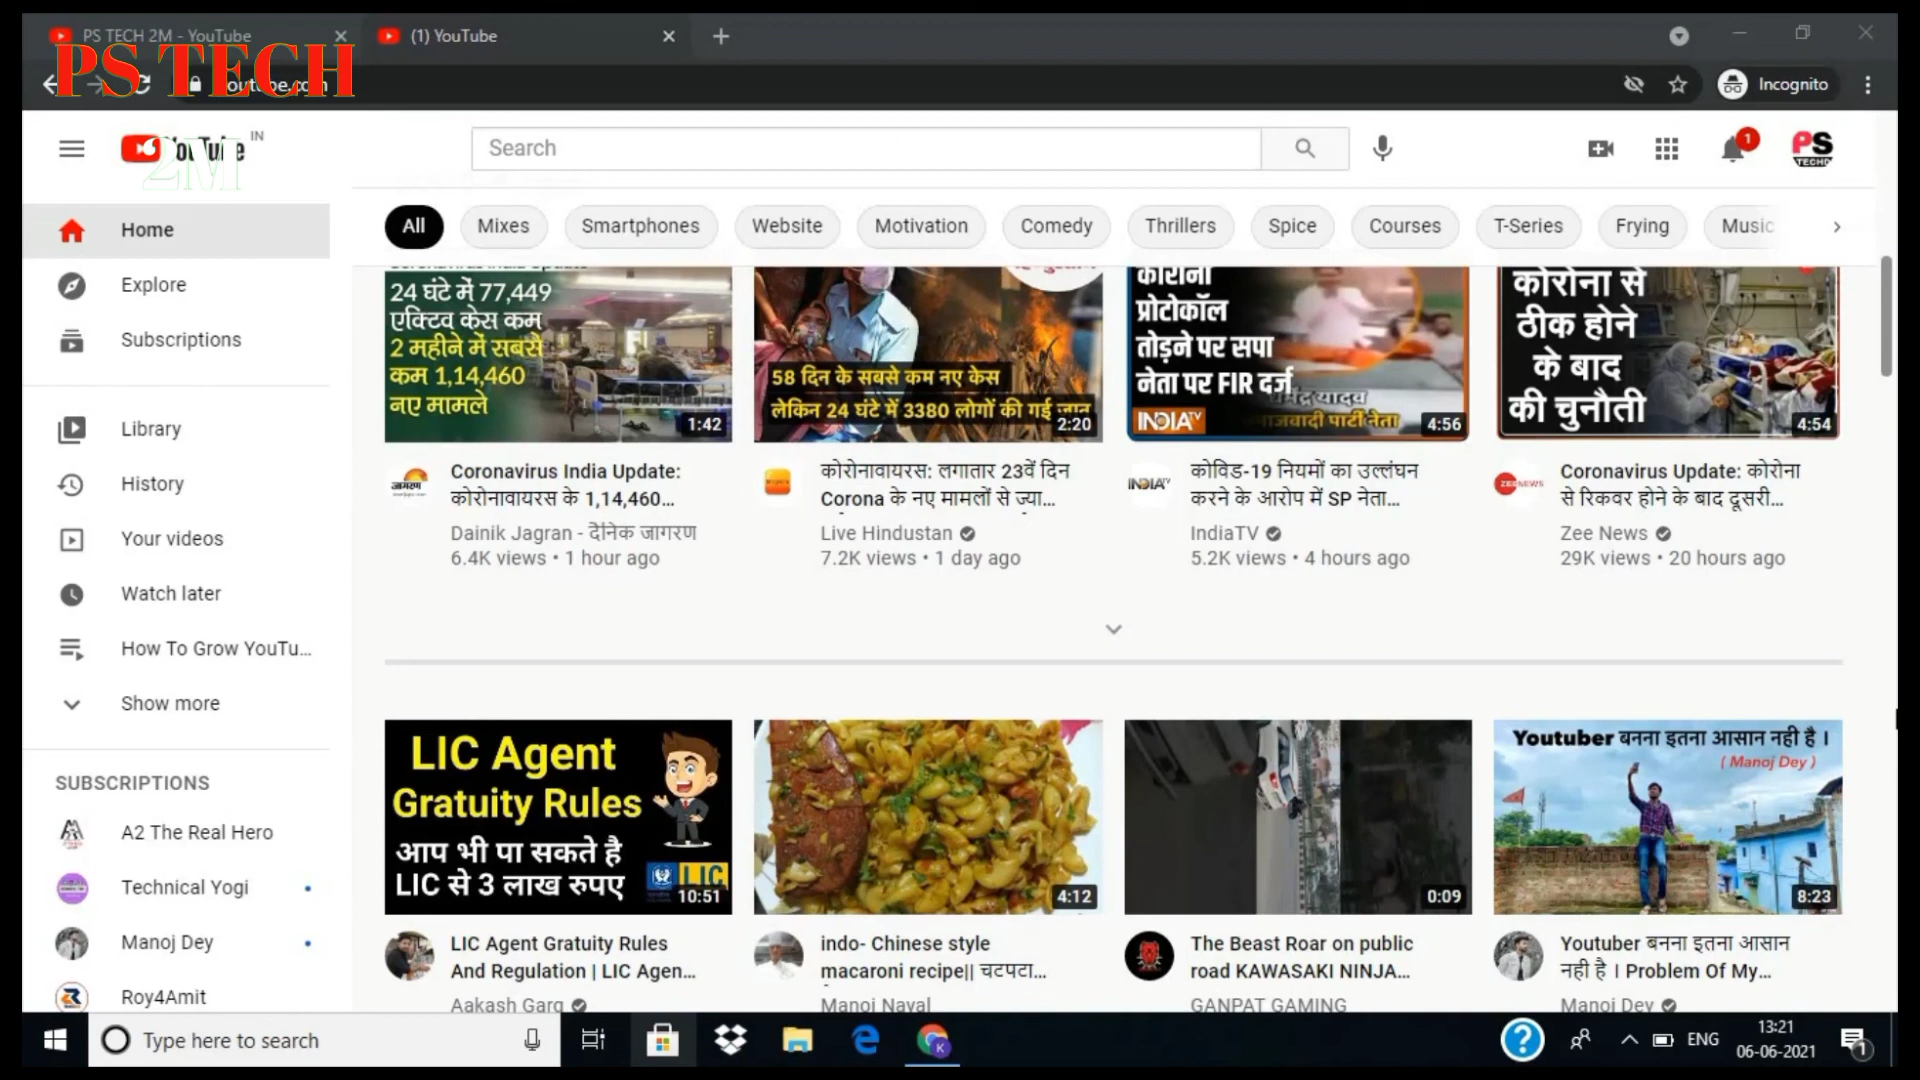 PS TECH 2M - YouTube
(1) YouTube
PS TECH
2M
youtube.com
Incognito
YouTube IN
Search
1
PS
TECHD
Home
Explore
Subscriptions
Library
History
Your videos
Watch later
How To Grow YouTu...
Show more
SUBSCRIPTIONS
A2 The Real Hero
Technical Yogi
Manoj Dey
Roy4Amit
All
Mixes
Smartphones
Website
Motivation
Comedy
Thrillers
Spice
Courses
T-Series
Frying
Music
24 घंटे में 77,449
एक्टिव केस कम
2 महीने में सबसे
कम 1,14,460
नए मामले
1:42
Coronavirus India Update:
कोरोनावायरस के 1,14,460...
Dainik Jagran - दैनिक जागरण
6.4K views • 1 hour ago
58 दिन के सबसे कम नए केस
लेकिन 24 घंटे में 3380 लोगों की गई जान
2:20
कोरोनावायरस: लगातार 23वें दिन
Corona के नए मामलों से ज्या...
Live Hindustan
7.2K views • 1 day ago
कोरोना
प्रोटोकॉल
तोड़ने पर सपा
नेता पर FIR दर्ज
INDIA TV
4:56
कोविड-19 नियमों का उल्लंघन
करने के आरोप में SP नेता...
IndiaTV
5.2K views • 4 hours ago
कोरोना से
ठीक होने
के बाद
की चुनौती
4:54
Coronavirus Update: कोरोना
से रिकवर होने के बाद दूसरी...
Zee News
29K views • 20 hours ago
LIC Agent
Gratuity Rules
आप भी पा सकते है
LIC से 3 लाख रुपए
LIC
10:51
LIC Agent Gratuity Rules
And Regulation | LIC Agen...
Aakash Garg
4:12
indo- Chinese style
macaroni recipe|| चटपटा...
Manoj Nayal
0:09
The Beast Roar on public
road KAWASAKI NINJA...
GANPAT GAMING
Youtuber बनना इतना आसान नही है ।
( Manoj Dey )
8:23
Youtuber बनना इतना आसान
नही है । Problem Of My...
Manoj Dey
Type here to search
ENG
13:21
06-06-2021
1